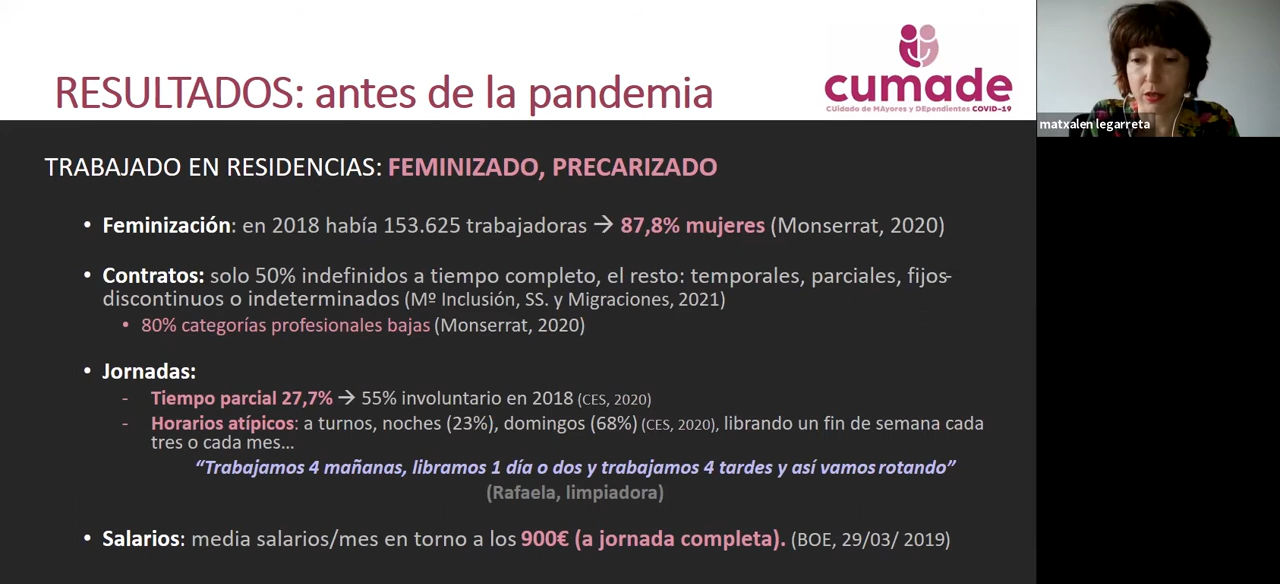 RESULTADOS: antes de la pandemia
cumade
CUidado de MAyores y DEpendientes COVID-19
matxalen legarreta
TRABAJADO EN RESIDENCIAS: FEMINIZADO, PRECARIZADO
• Feminización: en 2018 había 153.625 trabajadoras → 87,8% mujeres (Monserrat, 2020)
• Contratos: solo 50% indefinidos a tiempo completo, el resto: temporales, parciales, fijos-
discontinuos o indeterminados (Mº Inclusión, SS. y Migraciones, 2021)
• 80% categorías profesionales bajas (Monserrat, 2020)
• Jornadas:
- Tiempo parcial 27,7% → 55% involuntario en 2018 (CES, 2020)
- Horarios atípicos: a turnos, noches (23%), domingos (68%) (CES, 2020), librando un fin de semana cada
tres o cada mes...
“Trabajamos 4 mañanas, libramos 1 día o dos y trabajamos 4 tardes y así vamos rotando”
(Rafaela, limpiadora)
• Salarios: media salarios/mes en torno a los 900€ (a jornada completa). (BOE, 29/03/ 2019)